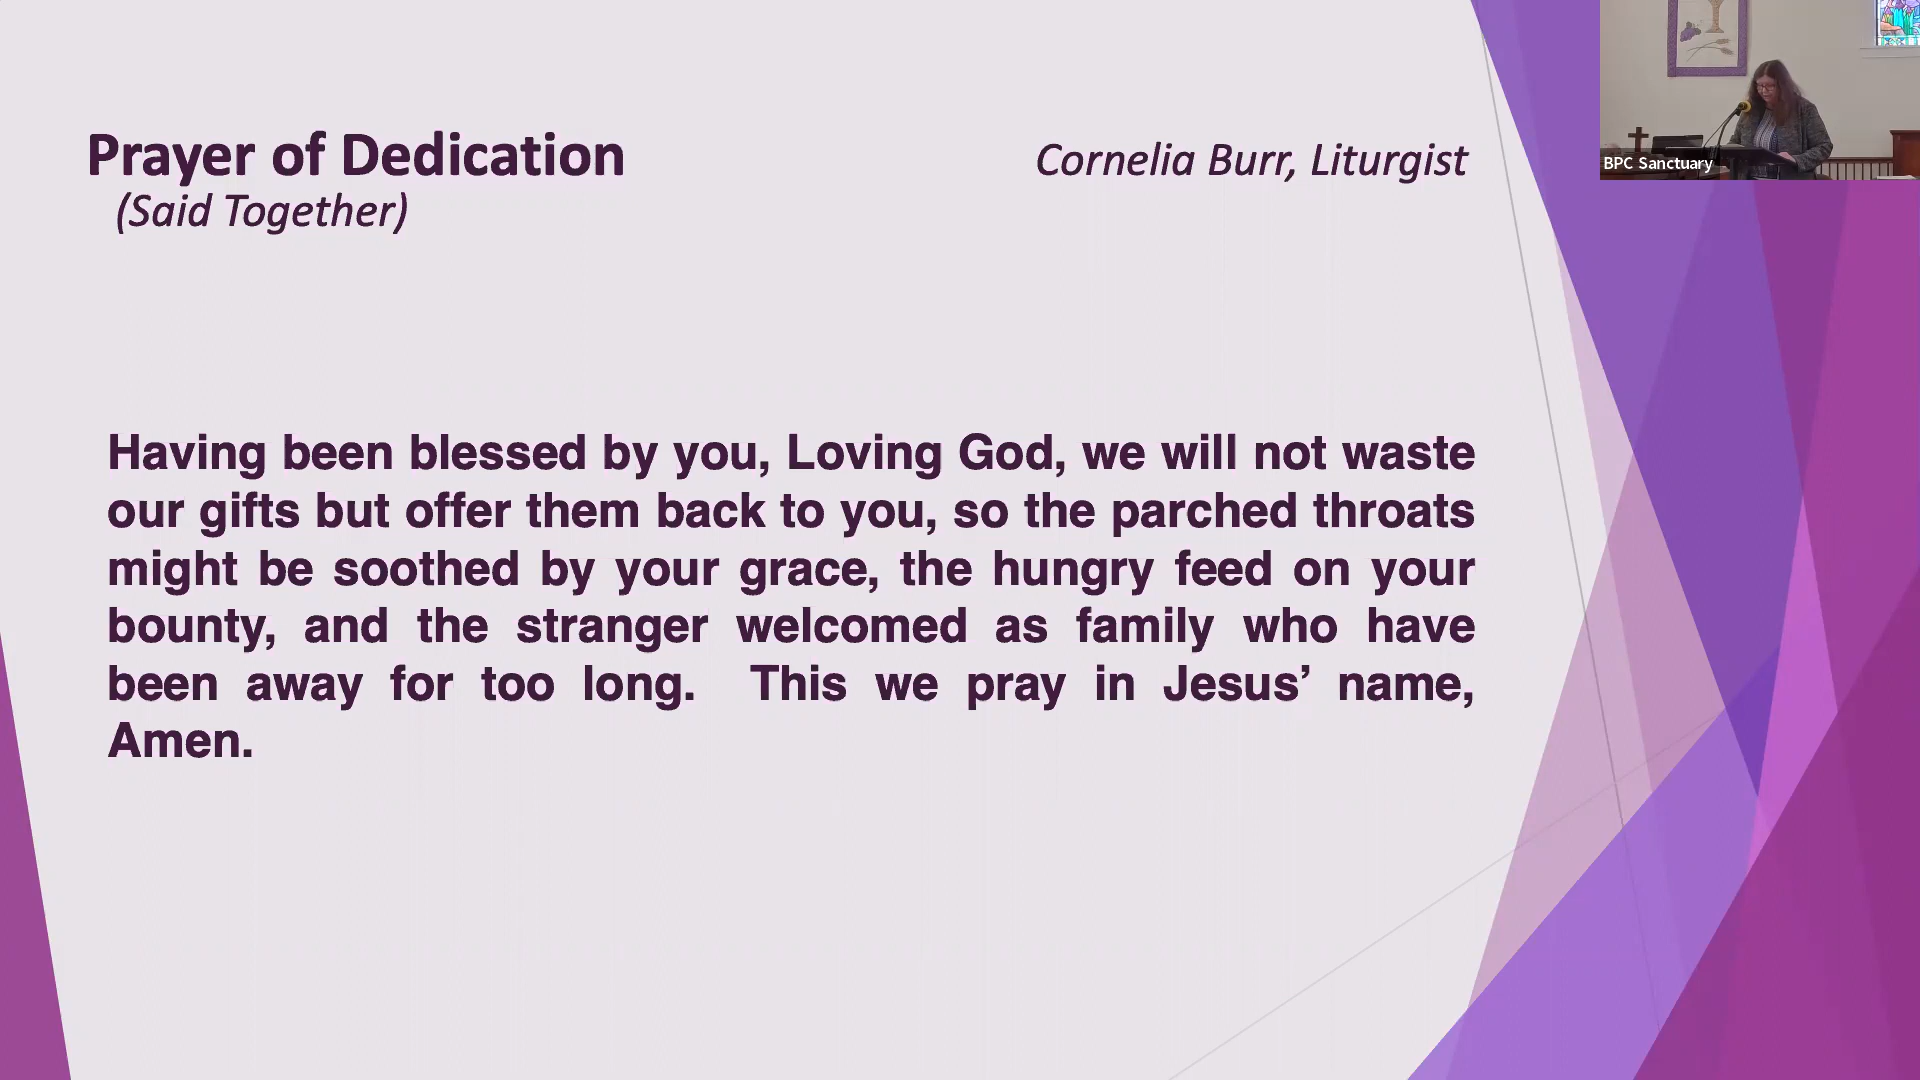 Prayer of Dedication
Cornelia Burr, Liturgist
(Said Together)
BPC Sanctuary
Having been blessed by you, Loving God, we will not waste
our gifts but offer them back to you, so the parched throats
might be soothed by your grace, the hungry feed on your
bounty, and the stranger welcomed as family who have
been away for too long.  This we pray in Jesus’ name,
Amen.